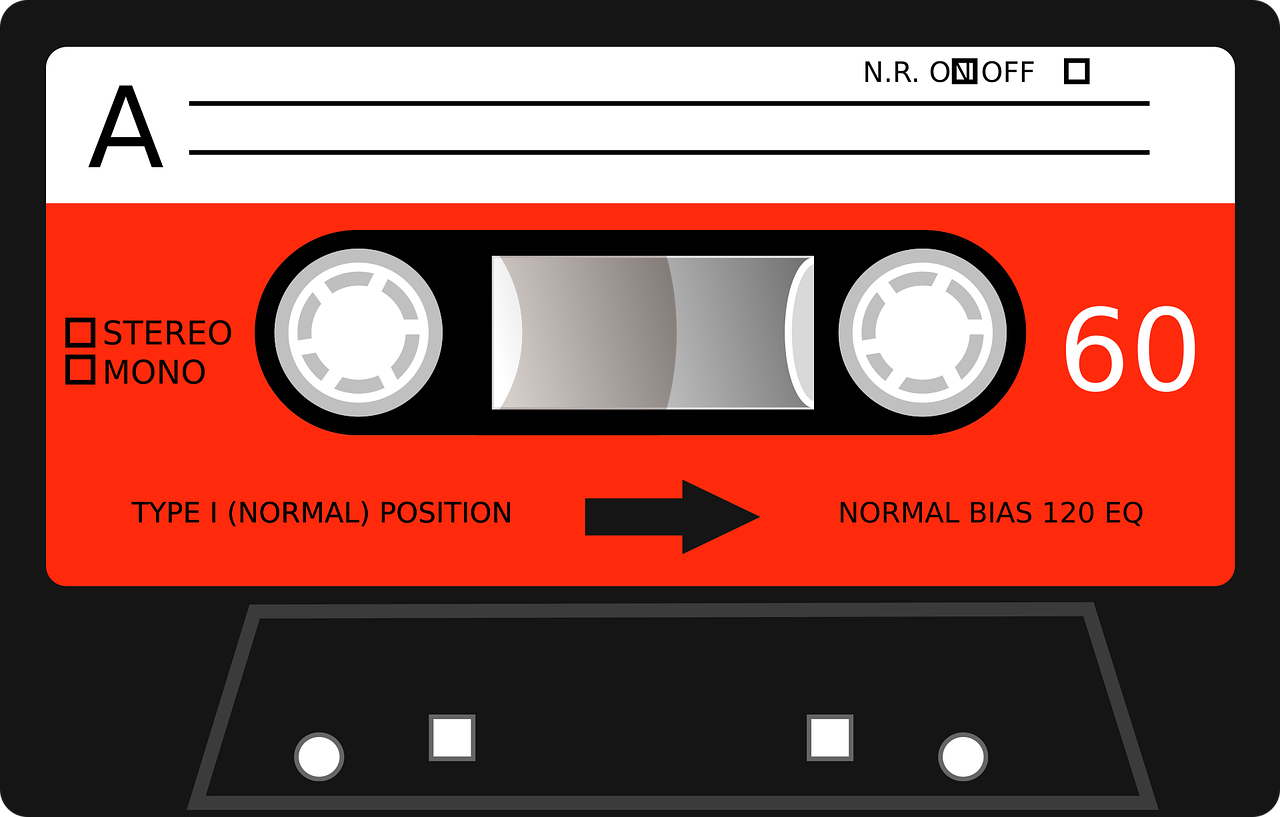 N.R. ON OFF
A
STEREO
MONO
60
TYPE I (NORMAL) POSITION
NORMAL BIAS 120 EQ